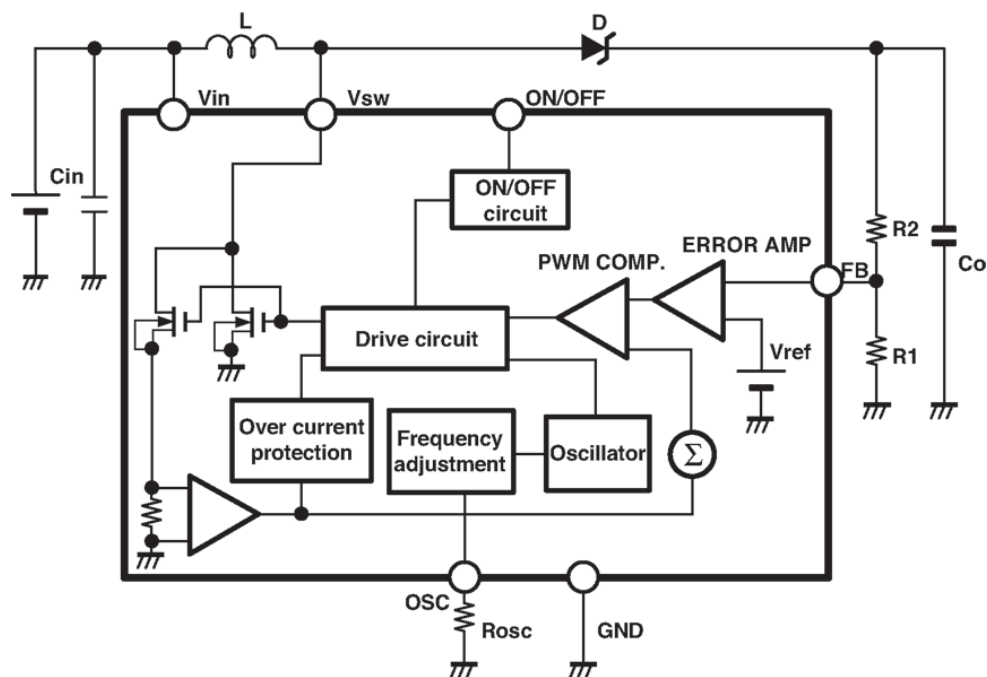 L
D
Vin
Vsw
ON/OFF
Cin
ON/OFF
circuit
R2
ERROR AMP
PWM COMP.
FB
Co
Drive circuit
Vref
R1
Over current
protection
Frequency
adjustment
Oscillator
Σ
OSC
Rosc
GND